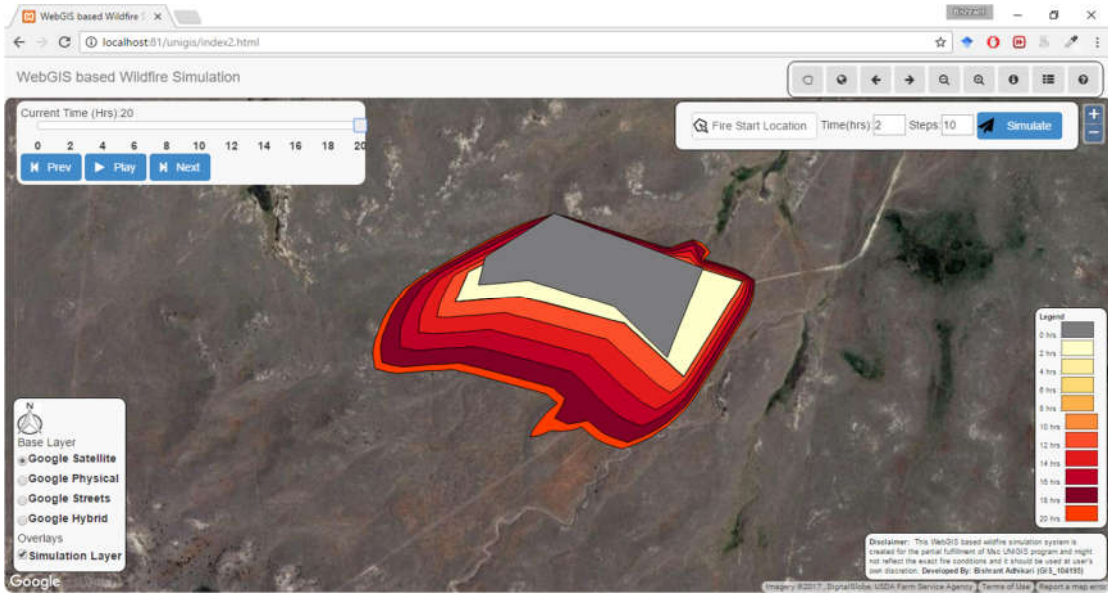 WebGIS based Wildfire S
localhost:81/unigis/index2.html
WebGIS based Wildfire Simulation
Current Time (Hrs):20
0 2 4 6 8 10 12 14 16 18 20
Prev Play Next
Fire Start Location Time(hrs): 2 Steps: 10 Simulate
+
−
N
Base Layer
Google Satellite
Google Physical
Google Streets
Google Hybrid
Overlays
Simulation Layer
Google
Legend
0 hrs
2 hrs
4 hrs
6 hrs
8 hrs
10 hrs
12 hrs
14 hrs
16 hrs
18 hrs
20 hrs
Disclaimer: This WebGIS based wildfire simulation system is
created for the partial fulfillment of Msc UNIGIS program and might
not reflect the exact fire conditions and it should be used at user's
own discretion. Developed By: Bishrant Adhikari (GIS_104195)
Imagery ©2017 , DigitalGlobe, USDA Farm Service Agency Terms of Use Report a map error